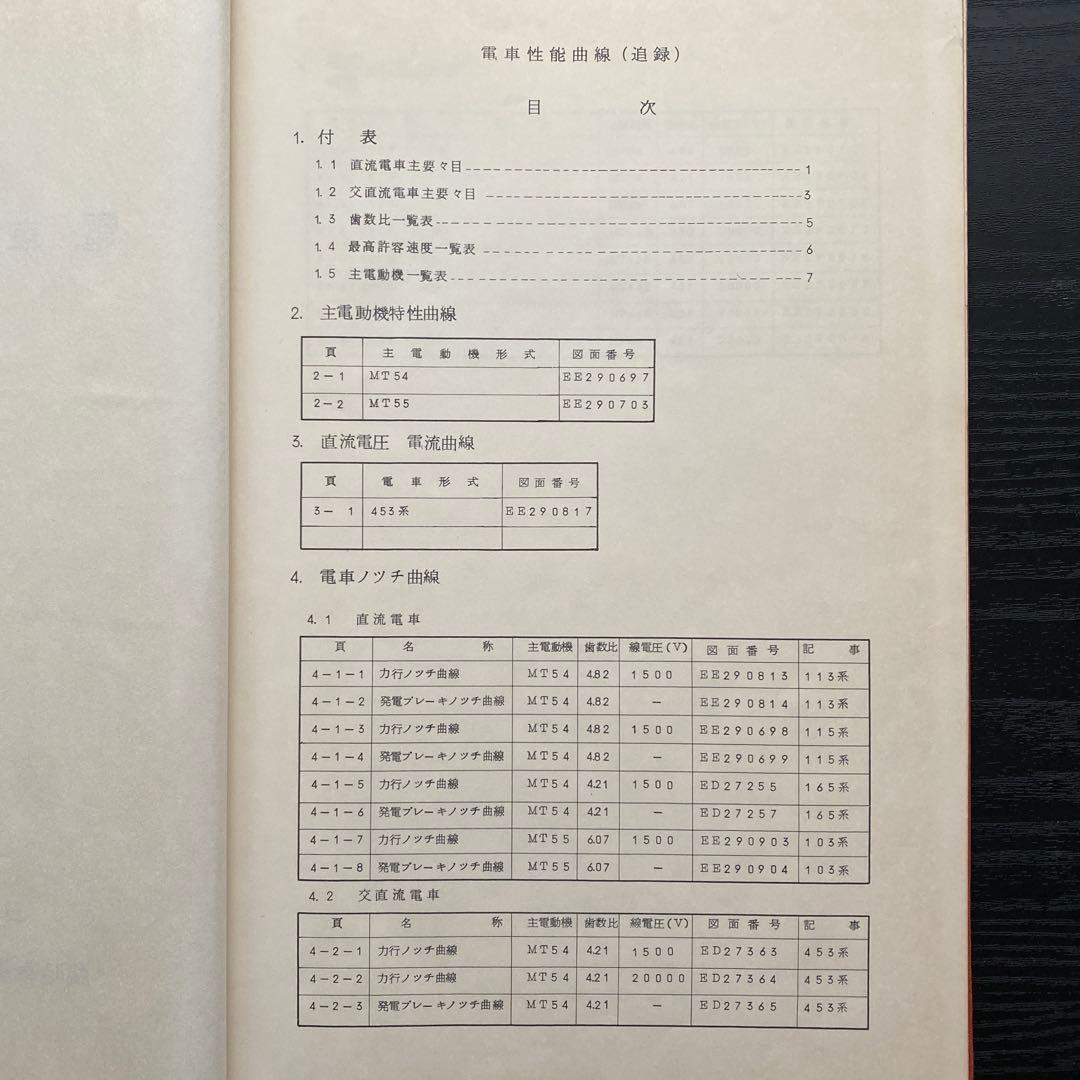 電車性能曲線(追録)
目 次
1. 付 表
1.1 直流電車主要々目 1
1.2 交直流電車主要々目 3
1.3 歯数比一覧表 5
1.4 最高許容速度一覧表 6
1.5 主電動機一覧表 7
2. 主電動機特性曲線
頁 主電動機形式 図面番号
2-1 MT54 EE290697
2-2 MT55 EE290703
3. 直流電圧 電流曲線
頁 電車形式 図面番号
3-1 453系 EE290817
4. 電車ノツチ曲線
4.1 直流電車
頁 名 称 主電動機 歯数比 線電圧(V) 図面番号 記 事
4-1-1 力行ノツチ曲線 MT54 4.82 1500 EE290813 113系
4-1-2 発電ブレーキノツチ曲線 MT54 4.82 - EE290814 113系
4-1-3 力行ノツチ曲線 MT54 4.82 1500 EE290698 115系
4-1-4 発電ブレーキノツチ曲線 MT54 4.82 - EE290699 115系
4-1-5 力行ノツチ曲線 MT54 4.21 1500 ED27255 165系
4-1-6 発電ブレーキノツチ曲線 MT54 4.21 - ED27257 165系
4-1-7 力行ノツチ曲線 MT55 6.07 1500 EE290903 103系
4-1-8 発電ブレーキノツチ曲線 MT55 6.07 - EE290904 103系
4.2 交直流電車
頁 名 称 主電動機 歯数比 線電圧(V) 図面番号 記 事
4-2-1 力行ノツチ曲線 MT54 4.21 1500 ED27363 453系
4-2-2 力行ノツチ曲線 MT54 4.21 20000 ED27364 453系
4-2-3 発電ブレーキノツチ曲線 MT54 4.21 - ED27365 453系